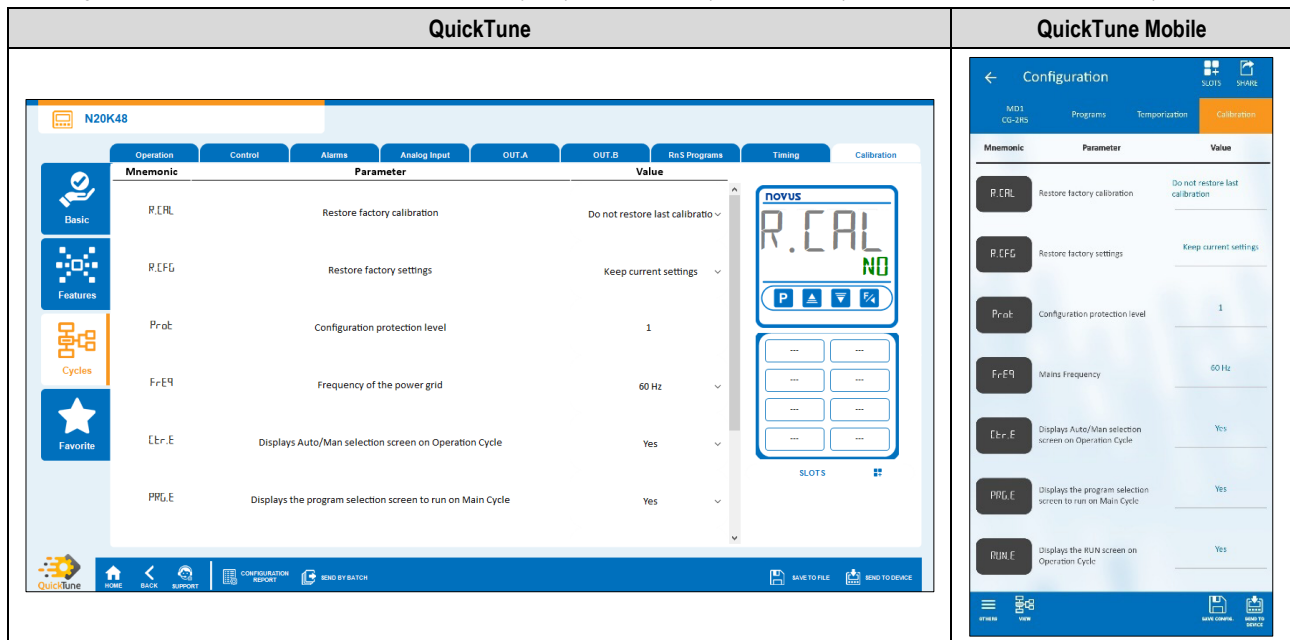 QuickTune
QuickTune Mobile
N20K48
Operation
Control
Alarms
Analog Input
OUT.A
OUT.B
RnS Programs
Timing
Calibration
Basic
Features
Cycles
Favorite
Mnemonic Parameter Value
R.CAL Restore factory calibration Do not restore last calibratio
R.CFG Restore factory settings Keep current settings
Prot Configuration protection level 1
FrEq Frequency of the power grid 60 Hz
Ctr.E Displays Auto/Man selection screen on Operation Cycle Yes
PRG.E Displays the program selection screen to run on Main Cycle Yes
novus
R.CAL
NO
P
F/4
--- ---
--- ---
--- ---
--- ---
SLOTS
QuickTune
HOME
BACK
SUPPORT
CONFIGURATION
REPORT
SEND BY BATCH
SAVE TO FILE
SEND TO DEVICE
Configuration
SLOTS
SHARE
MD1
CG-2RS
Programs
Temporization
Calibration
Mnemonic Parameter Value
R.CAL Restore factory calibration
Do not restore last
calibration
R.CFG Restore factory settings Keep current settings
Prot Configuration protection level 1
FrEq Mains Frequency 60 Hz
Ctr.E
Displays Auto/Man selection
screen on Operation Cycle
Yes
PRG.E
Displays the program selection
screen to run on Main Cycle
Yes
RUN.E
Displays the RUN screen on
Operation Cycle
Yes
OTHERS
VIEW
SAVE CONFIG.
SEND TO
DEVICE